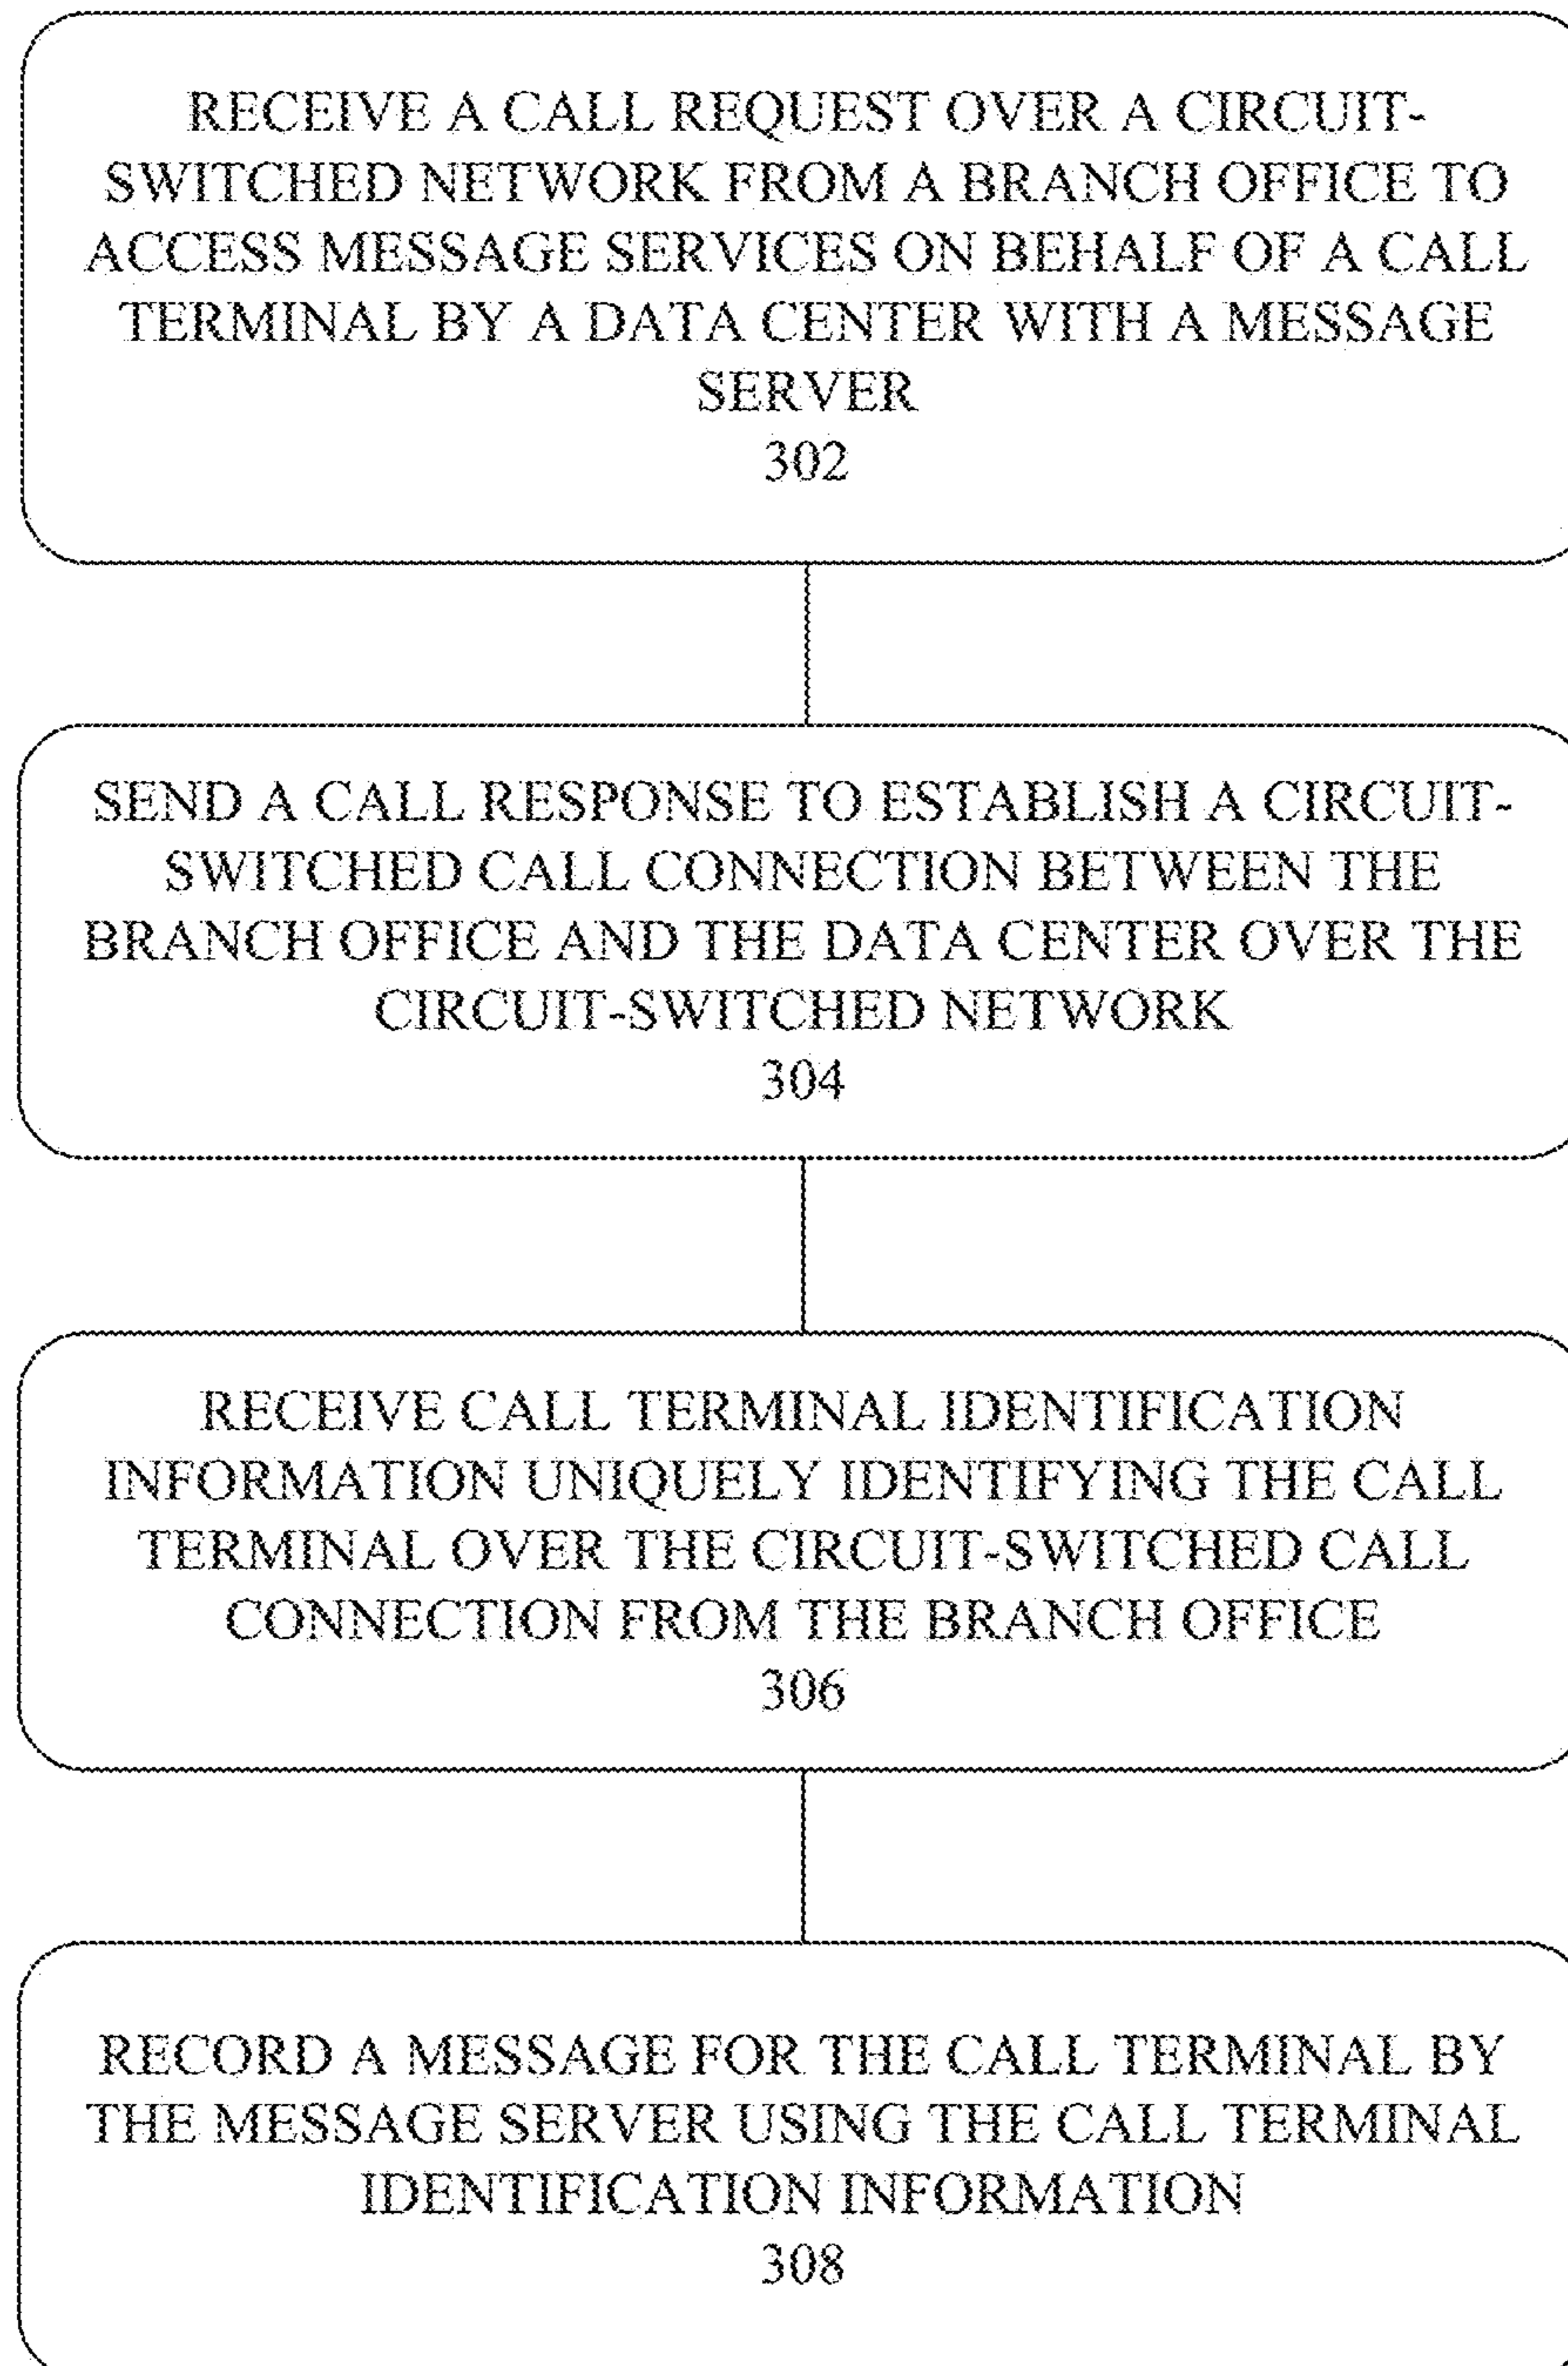 RECEIVE A CALL REQUEST OVER A CIRCUIT-
SWITCHED NETWORK FROM A BRANCH OFFICE TO
ACCESS MESSAGE SERVICES ON BEHALF OF A CALL
TERMINAL BY A DATA CENTER WITH A MESSAGE
SERVER
302
SEND A CALL RESPONSE TO ESTABLISH A CIRCUIT-
SWITCHED CALL CONNECTION BETWEEN THE
BRANCH OFFICE AND THE DATA CENTER OVER THE
CIRCUIT-SWITCHED NETWORK
304
RECEIVE CALL TERMINAL IDENTIFICATION
INFORMATION UNIQUELY IDENTIFYING THE CALL
TERMINAL OVER THE CIRCUIT-SWITCHED CALL
CONNECTION FROM THE BRANCH OFFICE
306
RECORD A MESSAGE FOR THE CALL TERMINAL BY
THE MESSAGE SERVER USING THE CALL TERMINAL
IDENTIFICATION INFORMATION
308